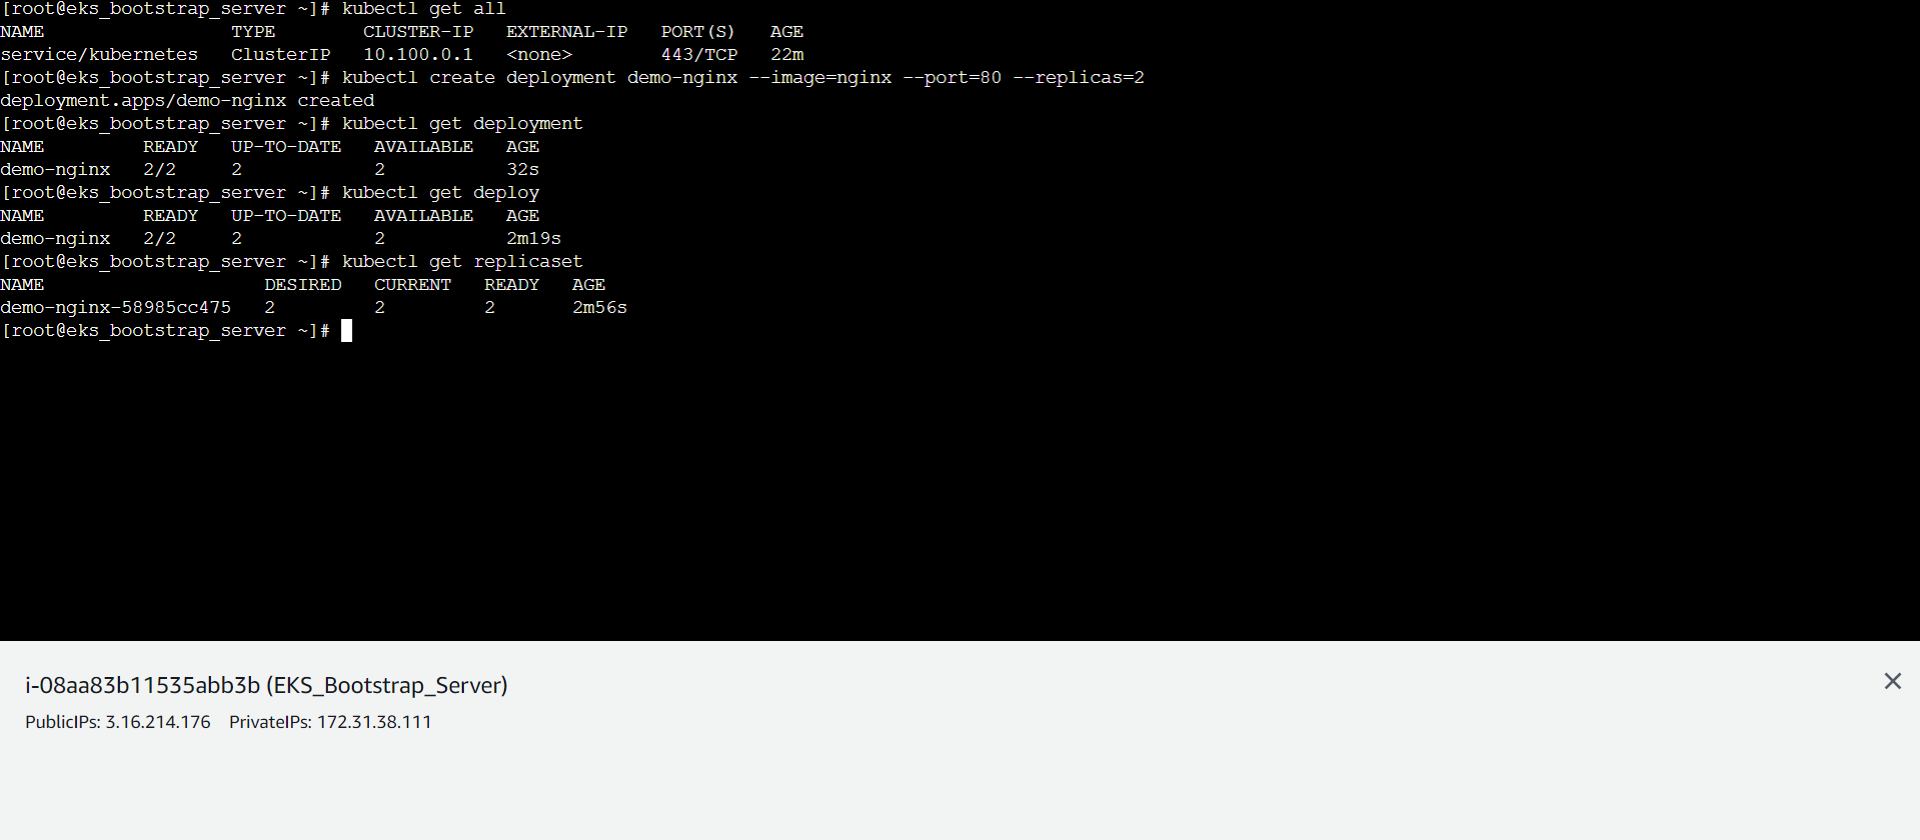 [root@eks_bootstrap_server ~]# kubectl get all
NAME                 TYPE        CLUSTER-IP   EXTERNAL-IP   PORT(S)   AGE
service/kubernetes   ClusterIP   10.100.0.1   <none>        443/TCP   22m
[root@eks_bootstrap_server ~]# kubectl create deployment demo-nginx --image=nginx --port=80 --replicas=2
deployment.apps/demo-nginx created
[root@eks_bootstrap_server ~]# kubectl get deployment
NAME         READY   UP-TO-DATE   AVAILABLE   AGE
demo-nginx   2/2     2            2           32s
[root@eks_bootstrap_server ~]# kubectl get deploy
NAME         READY   UP-TO-DATE   AVAILABLE   AGE
demo-nginx   2/2     2            2           2m19s
[root@eks_bootstrap_server ~]# kubectl get replicaset
NAME                    DESIRED   CURRENT   READY   AGE
demo-nginx-58985cc475   2         2         2       2m56s
[root@eks_bootstrap_server ~]#
i-08aa83b11535abb3b (EKS_Bootstrap_Server)
PublicIPs: 3.16.214.176    PrivateIPs: 172.31.38.111